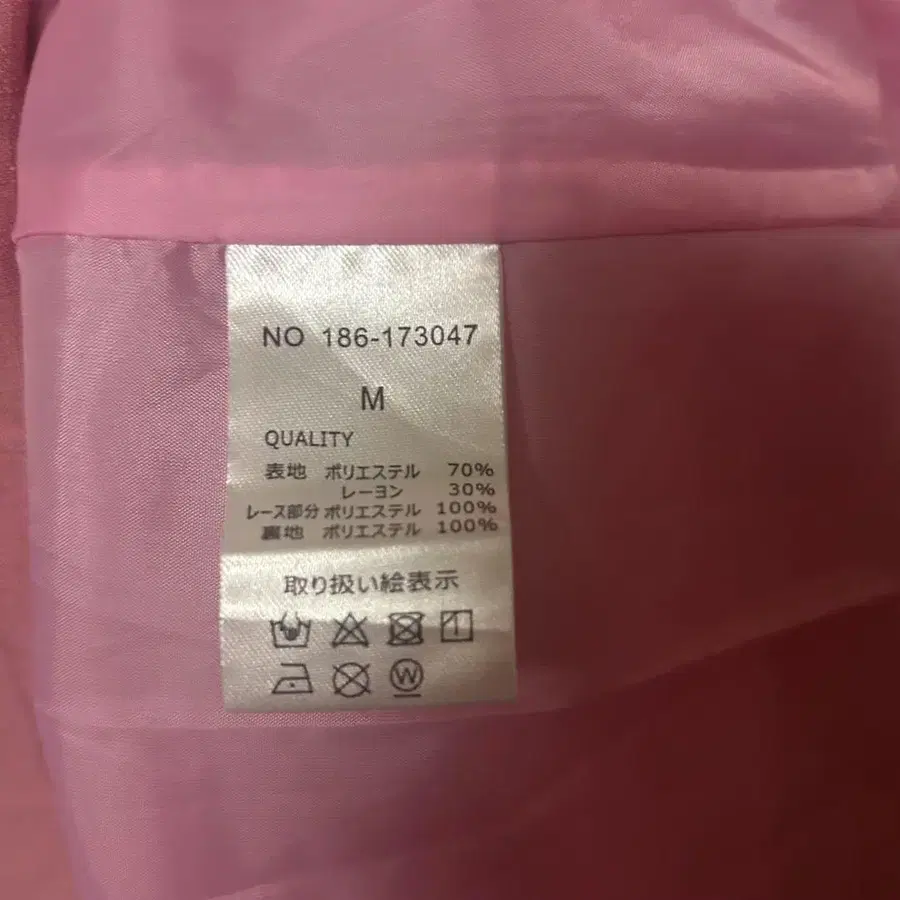 NO 186-173047
M
QUALITY
表地 ポリエステル 70%
レーヨン 30%
レース部分 ポリエステル 100%
裏地 ポリエステル 100%
取り扱い絵表示
W